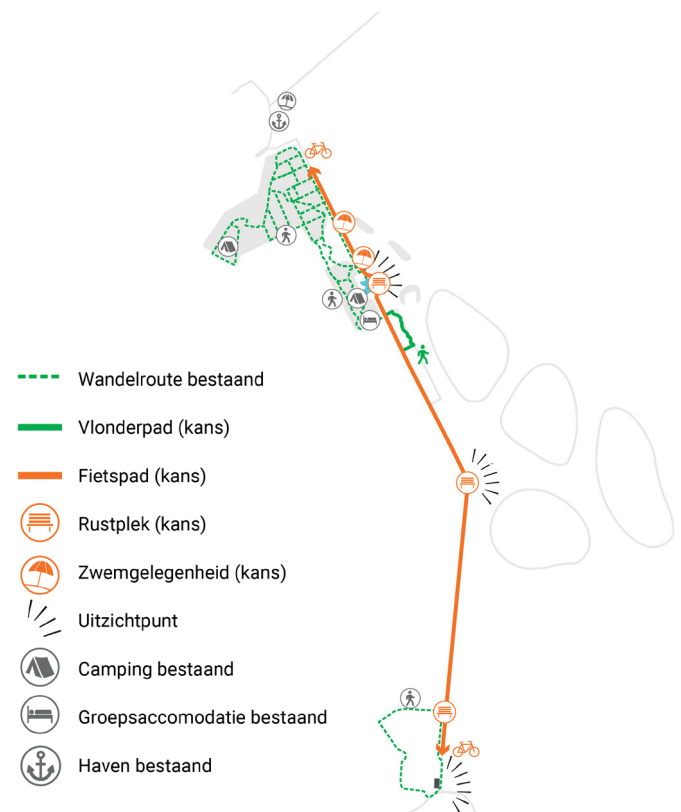 Wandelroute bestaand
Vlonderpad (kans)
Fietspad (kans)
Rustplek (kans)
Zwemgelegenheid (kans)
Uitzichtpunt
Camping bestaand
Groepsaccomodatie bestaand
Haven bestaand